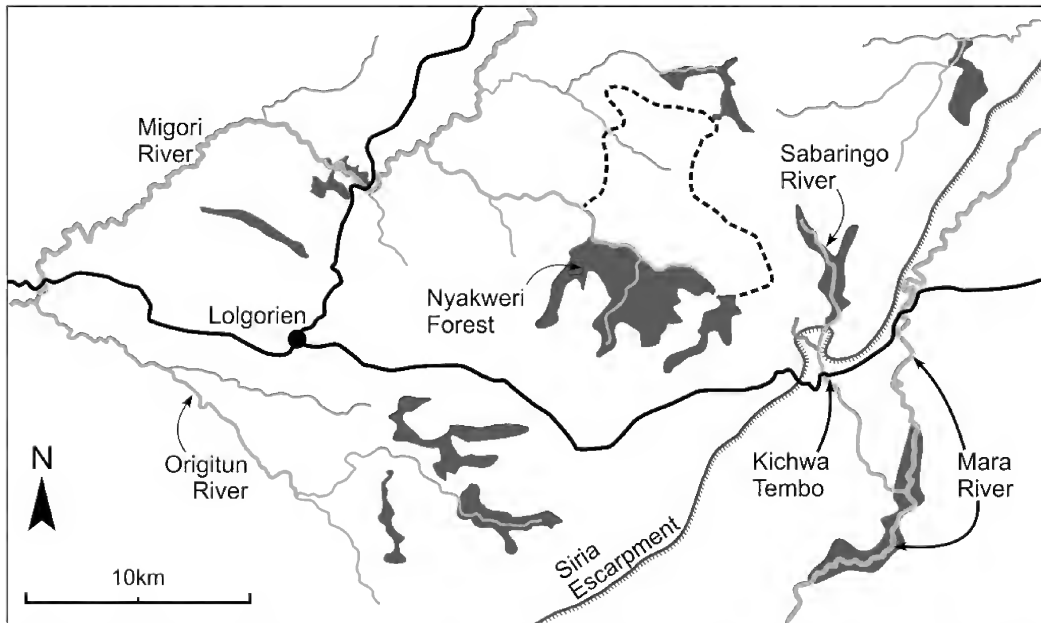 Migori
River
Sabaringo
River
Nyakweri
Forest
Lolgorien
Origitun
River
N
Kichwa
Tembo
Mara
River
Siria
Escarpment
10km